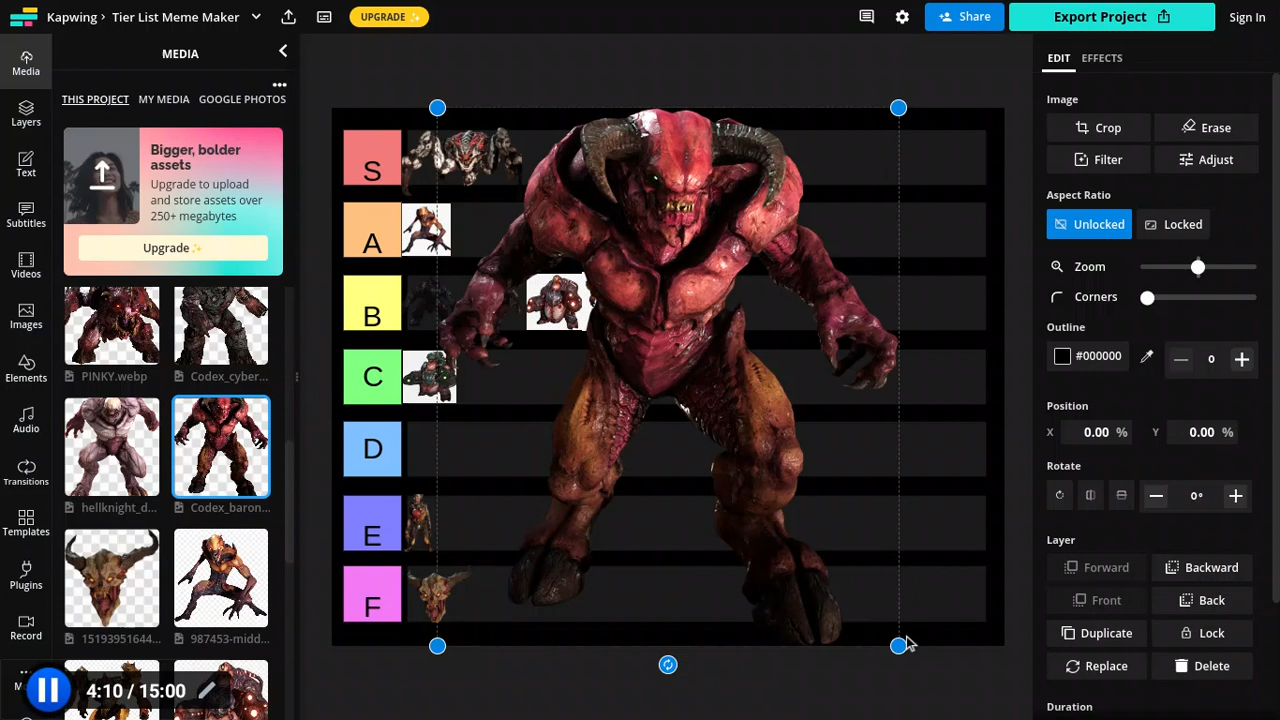 Kapwing › Tier List Meme Maker
UPGRADE ✨
Share
Export Project
Sign In
Media
Layers
Text
Subtitles
Videos
Images
Elements
Audio
Transitions
Templates
Plugins
Record
MEDIA
THIS PROJECT
MY MEDIA
GOOGLE PHOTOS
Bigger, bolder
assets
Upgrade to upload
and store assets over
250+ megabytes
Upgrade✨
PINKY.webp
Codex_cyber...
hellknight_d...
Codex_baron...
15193951644...
987453-midd...
4:10 / 15:00
S
A
B
C
D
E
F
EDIT
EFFECTS
Image
Crop
Erase
Filter
Adjust
Aspect Ratio
Unlocked
Locked
Zoom
Corners
Outline
#000000
— 0 +
Position
X 0.00 %
Y 0.00 %
Rotate
— 0° +
Layer
Forward
Backward
Front
Back
Duplicate
Lock
Replace
Delete
Duration